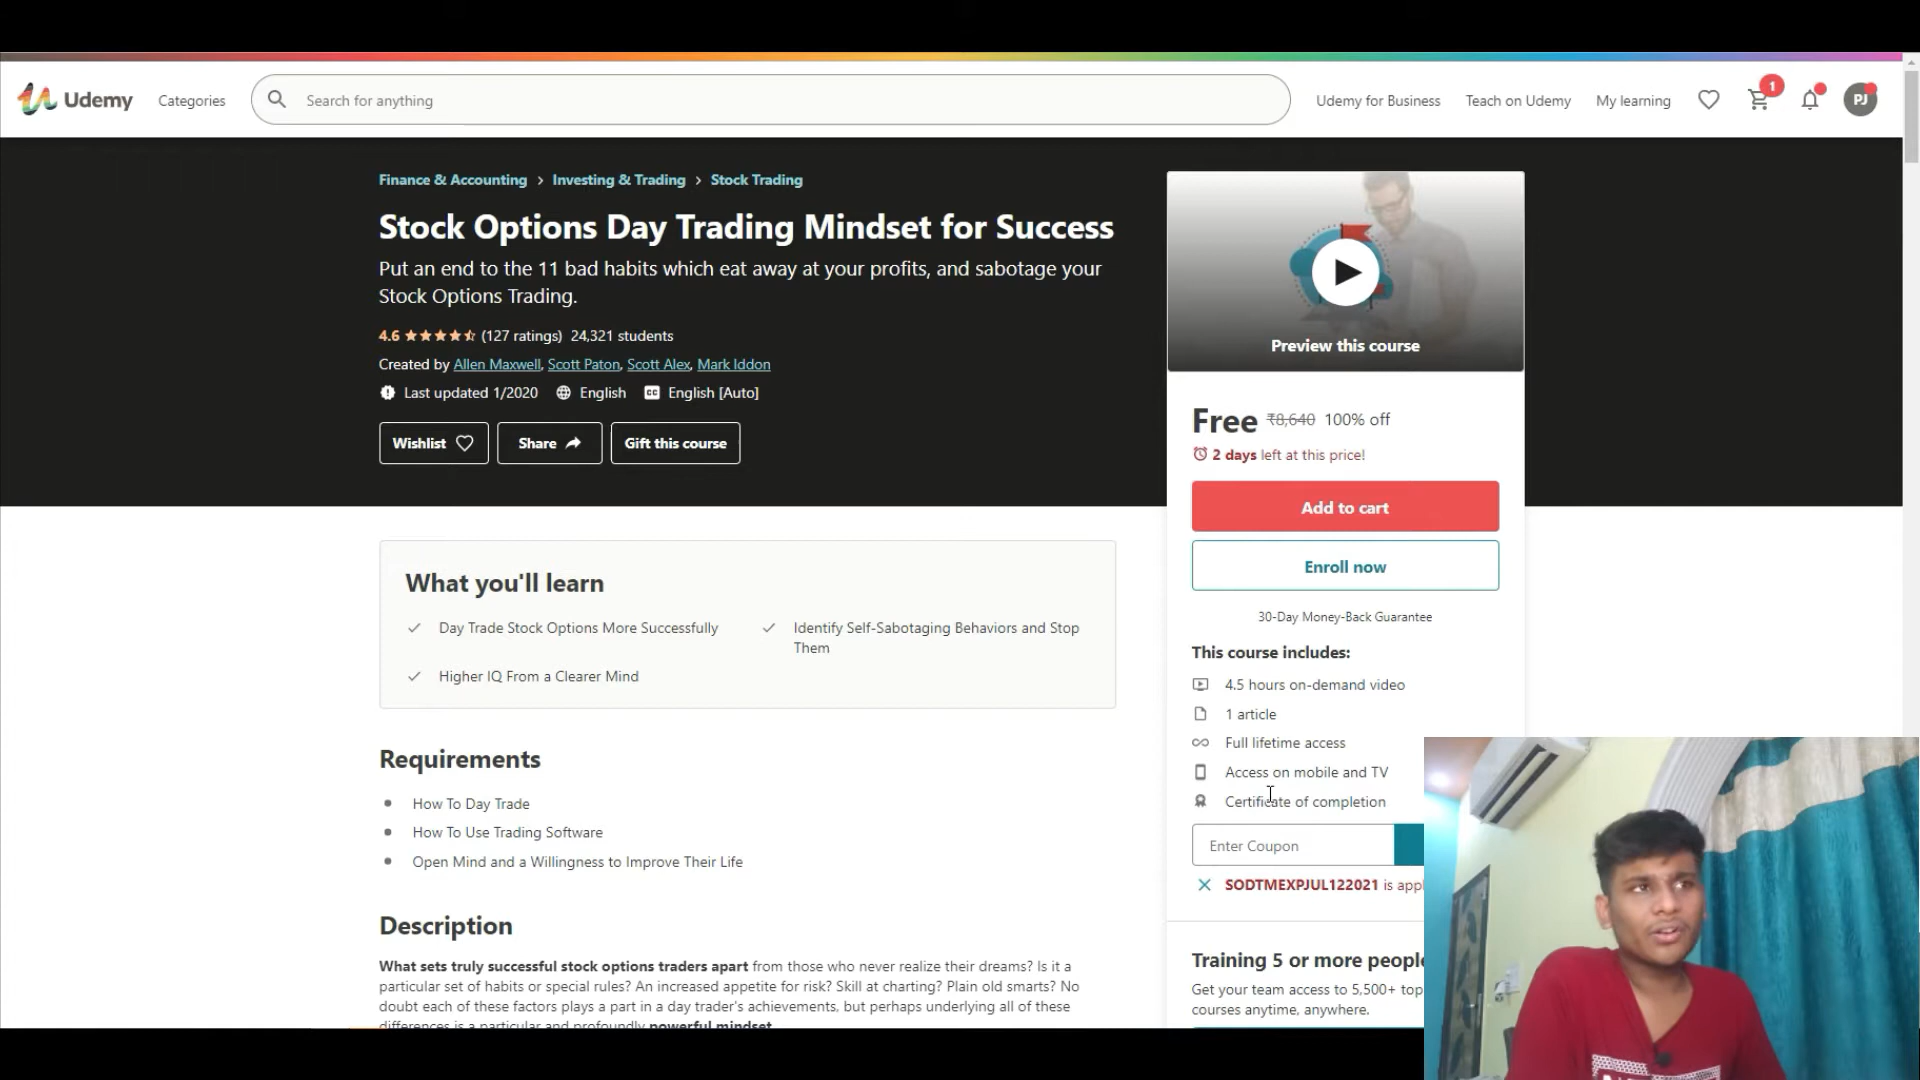 Udemy
Categories
Search for anything
Udemy for Business
Teach on Udemy
My learning
1
PJ
Finance & Accounting > Investing & Trading > Stock Trading
Stock Options Day Trading Mindset for Success
Put an end to the 11 bad habits which eat away at your profits, and sabotage your
Stock Options Trading.
4.6 (127 ratings) 24,321 students
Created by Allen Maxwell, Scott Paton, Scott Alex, Mark Iddon
Last updated 1/2020 English English [Auto]
Wishlist
Share
Gift this course
Preview this course
Free ₹8,640 100% off
2 days left at this price!
Add to cart
Enroll now
30-Day Money-Back Guarantee
This course includes:
4.5 hours on-demand video
1 article
Full lifetime access
Access on mobile and TV
Certificate of completion
Enter Coupon
SODTMEXPJUL122021 is appl
Training 5 or more people
Get your team access to 5,500+ top
courses anytime, anywhere.
What you'll learn
Day Trade Stock Options More Successfully
Identify Self-Sabotaging Behaviors and Stop
Them
Higher IQ From a Clearer Mind
Requirements
How To Day Trade
How To Use Trading Software
Open Mind and a Willingness to Improve Their Life
Description
What sets truly successful stock options traders apart from those who never realize their dreams? Is it a
particular set of habits or special rules? An increased appetite for risk? Skill at charting? Plain old smarts? No
doubt each of these factors plays a part in a day trader's achievements, but perhaps underlying all of these
differences is a particular and profoundly powerful mindset.